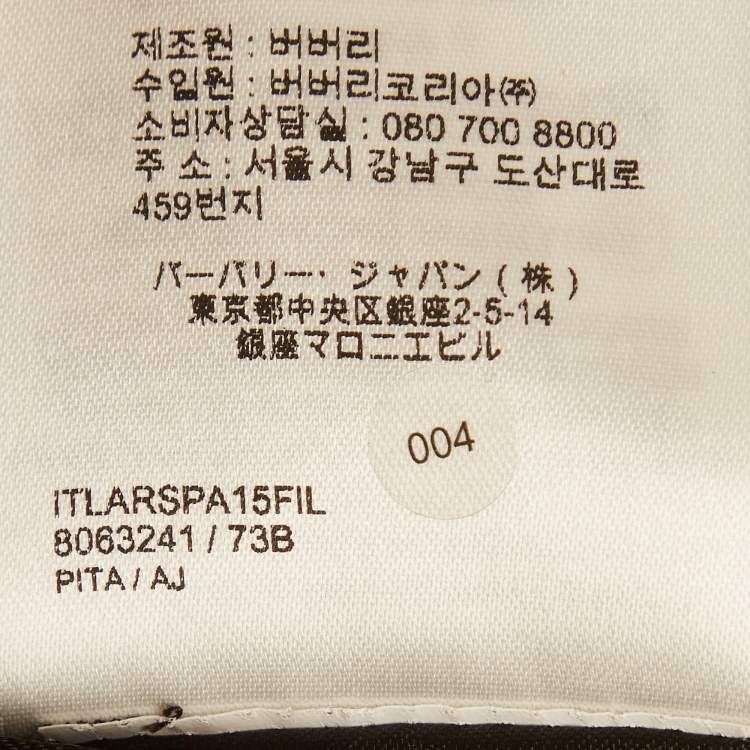 제조원 : 버버리
수입원 : 버버리코리아㈜
소비자상담실 : 080 700 8800
주 소 : 서울시 강남구 도산대로
459번지
バーバリー・ジャパン ( 株 )
東京都中央区銀座2-5-14
銀座マロニエビル
004
ITLARSPA15FIL
8063241 / 73B
PITA / AJ